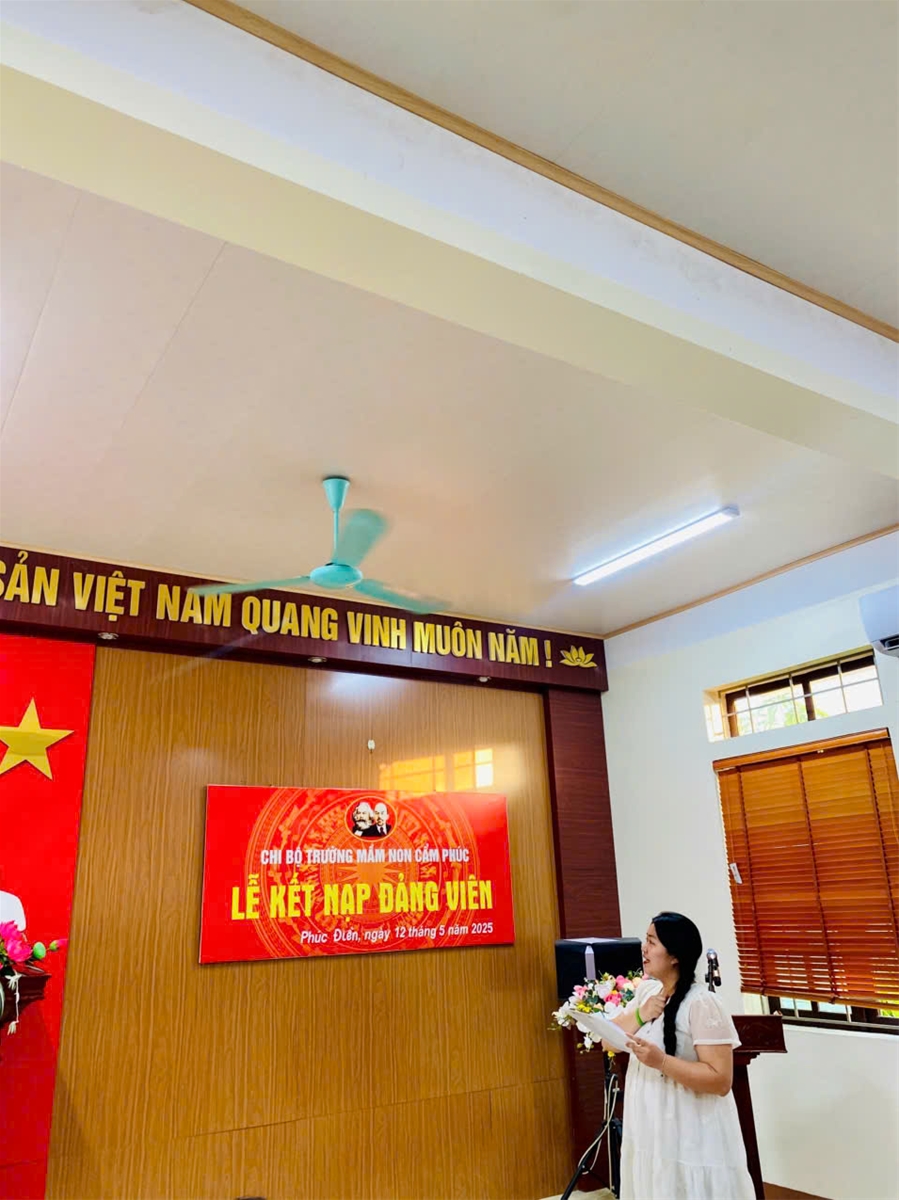 SẢN VIỆT NAM QUANG VINH MUÔN NĂM !
CHI BỘ TRƯỜNG MẦM NON CẨM PHÚC
LỄ KẾT NẠP ĐẢNG VIÊN
Phúc Điền, ngày 12 tháng 5 năm 2025